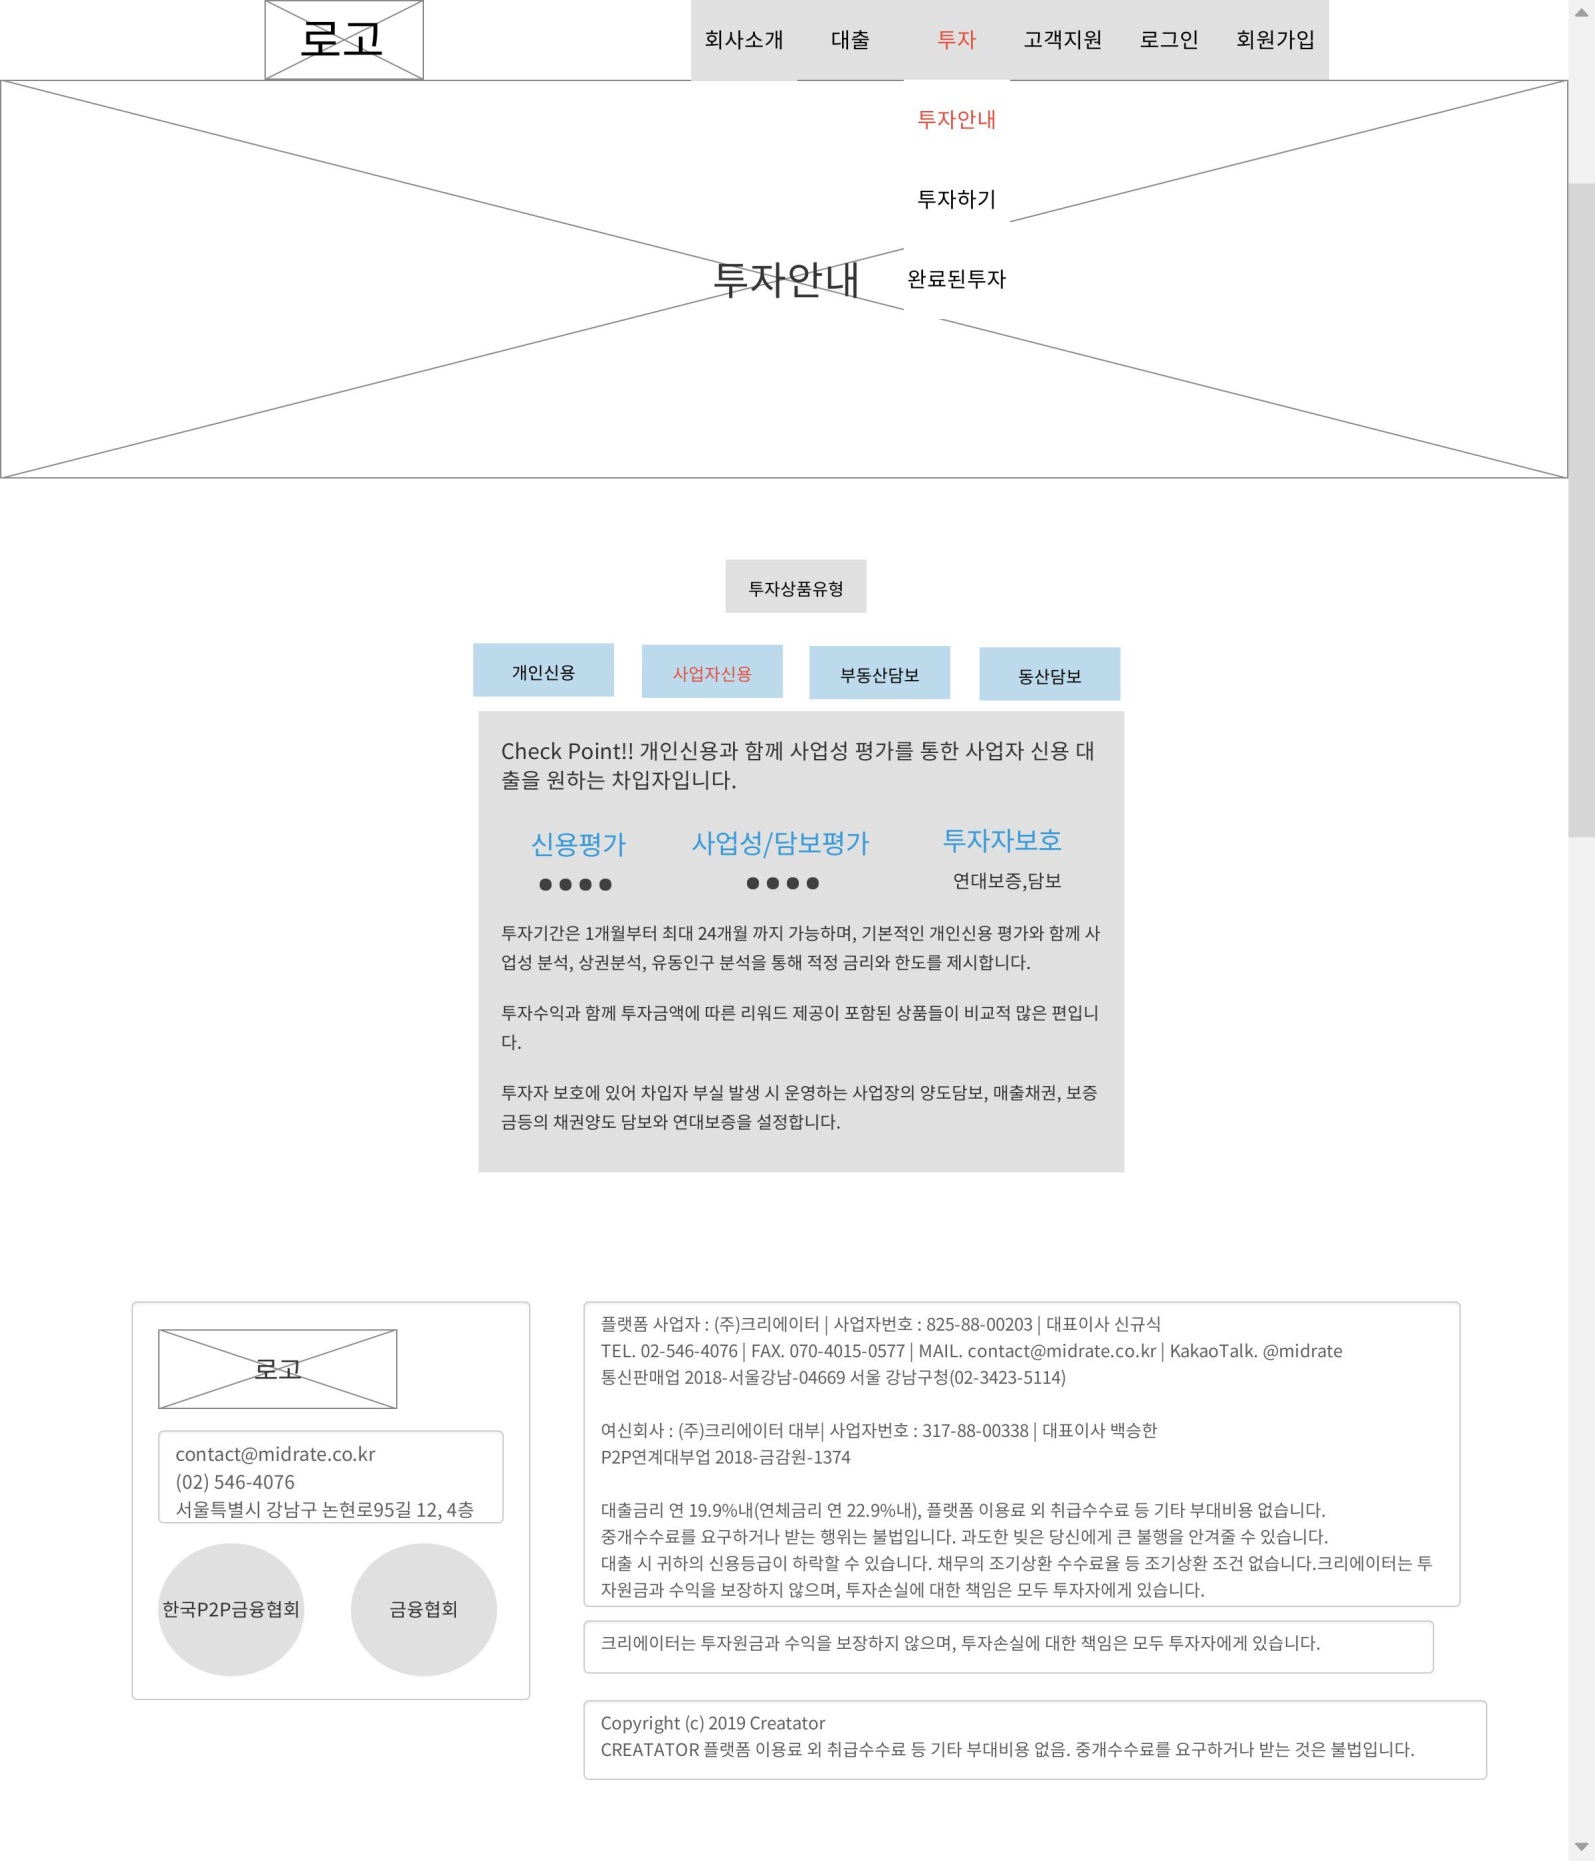 로고
회사소개 대출 투자 고객지원 로그인 회원가입
투자안내
투자하기
완료된투자
투자안내
투자상품유형
개인신용 사업자신용 부동산담보 동산담보
Check Point!! 개인신용과 함께 사업성 평가를 통한 사업자 신용 대
출을 원하는 차입자입니다.
신용평가 사업성/담보평가 투자자보호
●●●● ●●●● 연대보증,담보
투자기간은 1개월부터 최대 24개월 까지 가능하며, 기본적인 개인신용 평가와 함께 사
업성 분석, 상권분석, 유동인구 분석을 통해 적정 금리와 한도를 제시합니다.
투자수익과 함께 투자금액에 따른 리워드 제공이 포함된 상품들이 비교적 많은 편입니
다.
투자자 보호에 있어 차입자 부실 발생 시 운영하는 사업장의 양도담보, 매출채권, 보증
금등의 채권양도 담보와 연대보증을 설정합니다.
로고
contact@midrate.co.kr
(02) 546-4076
서울특별시 강남구 논현로95길 12, 4층
한국P2P금융협회 금융협회
플랫폼 사업자 : (주)크리에이터 | 사업자번호 : 825-88-00203 | 대표이사 신규식
TEL. 02-546-4076 | FAX. 070-4015-0577 | MAIL. contact@midrate.co.kr | KakaoTalk. @midrate
통신판매업 2018-서울강남-04669 서울 강남구청(02-3423-5114)
여신회사 : (주)크리에이터 대부| 사업자번호 : 317-88-00338 | 대표이사 백승한
P2P연계대부업 2018-금감원-1374
대출금리 연 19.9%내(연체금리 연 22.9%내), 플랫폼 이용료 외 취급수수료 등 기타 부대비용 없습니다.
중개수수료를 요구하거나 받는 행위는 불법입니다. 과도한 빚은 당신에게 큰 불행을 안겨줄 수 있습니다.
대출 시 귀하의 신용등급이 하락할 수 있습니다. 채무의 조기상환 수수료율 등 조기상환 조건 없습니다.크리에이터는 투
자원금과 수익을 보장하지 않으며, 투자손실에 대한 책임은 모두 투자자에게 있습니다.
크리에이터는 투자원금과 수익을 보장하지 않으며, 투자손실에 대한 책임은 모두 투자자에게 있습니다.
Copyright (c) 2019 Creatator
CREATATOR 플랫폼 이용료 외 취급수수료 등 기타 부대비용 없음. 중개수수료를 요구하거나 받는 것은 불법입니다.